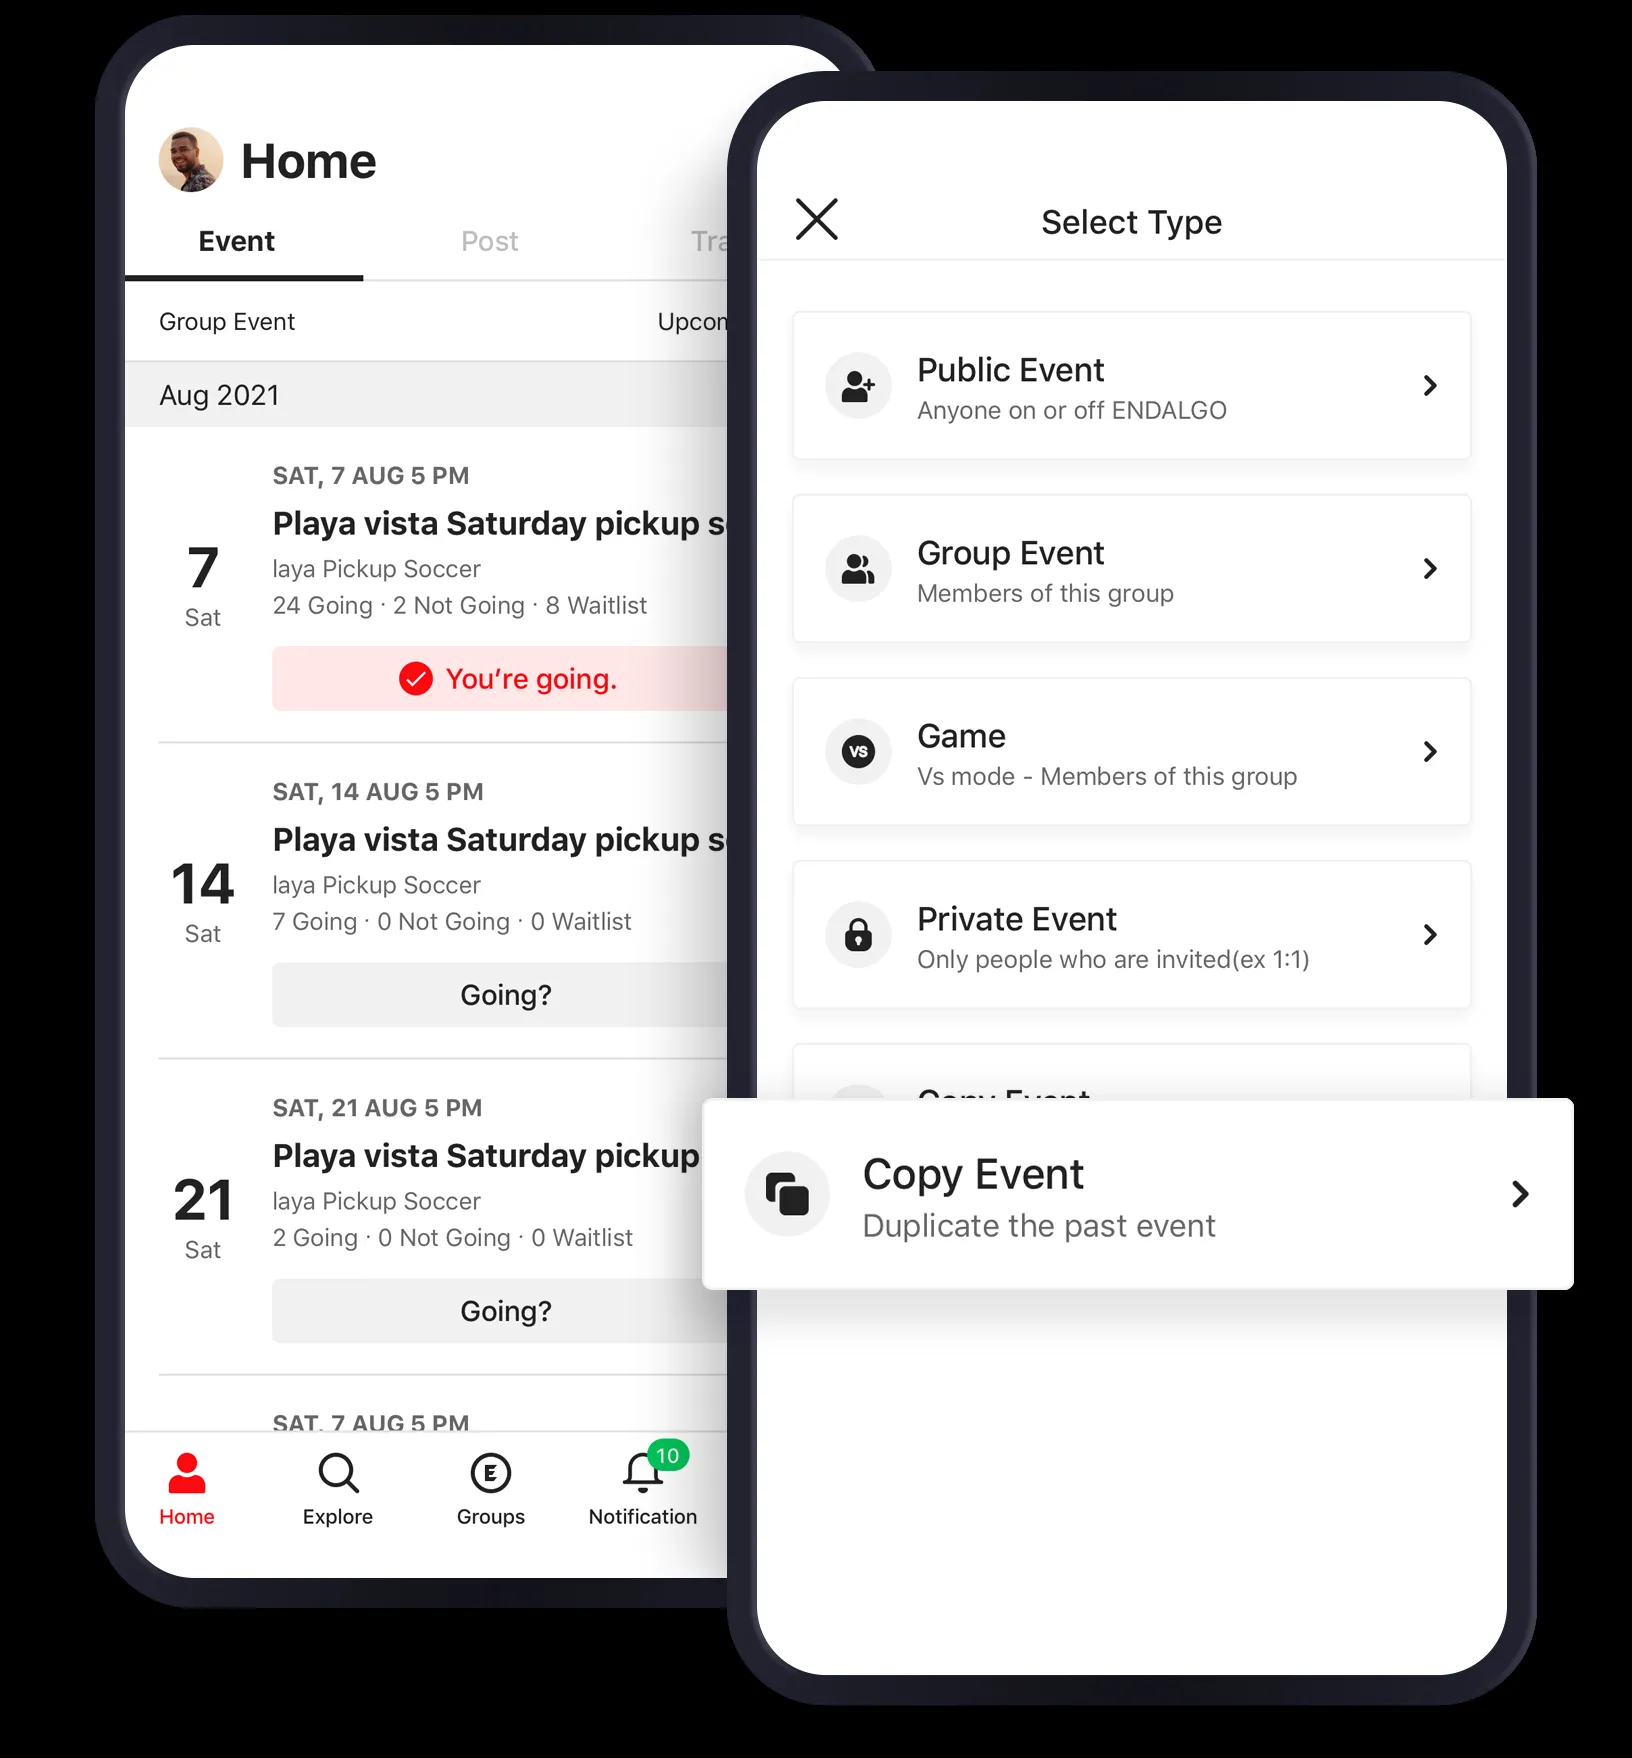 Home
Event
Post
Group Event
Aug 2021
SAT, 7 AUG 5 PM
Playa vista Saturday pickup
7
laya Pickup Soccer
Sat
24 Going · 2 Not Going · 8 Waitlist
You’re going.
SAT, 14 AUG 5 PM
Playa vista Saturday pickup
14
laya Pickup Soccer
Sat
7 Going · 0 Not Going · 0 Waitlist
Going?
SAT, 21 AUG 5 PM
Playa vista Saturday pickup
21
laya Pickup Soccer
Sat
2 Going · 0 Not Going · 0 Waitlist
Going?
SAT, 7 AUG 5 PM
10
Home
Explore
E
Groups
Notification
Select Type
Public Event
Anyone on or off ENDALGO
Group Event
Members of this group
VS
Game
Vs mode - Members of this group
Private Event
Only people who are invited(ex 1:1)
Copy Event
Copy Event
Duplicate the past event